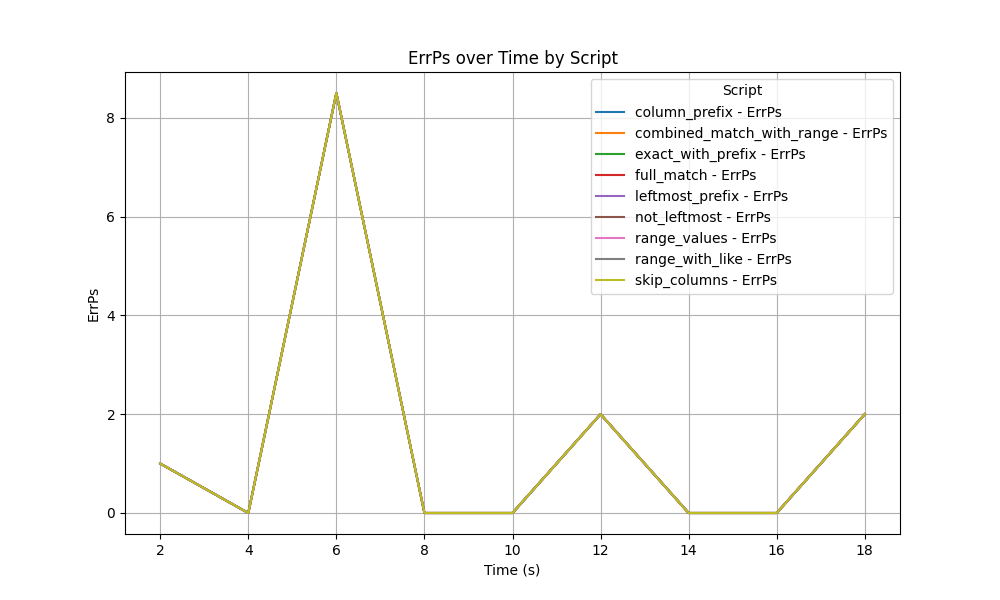 ErrPs over Time by Script
Script
column_prefix - ErrPs
combined_match_with_range - ErrPs
exact_with_prefix - ErrPs
full_match - ErrPs
leftmost_prefix - ErrPs
not_leftmost - ErrPs
range_values - ErrPs
range_with_like - ErrPs
skip_columns - ErrPs
ErrPs
8
6
4
2
0
2 4 6 8 10 12 14 16 18
Time (s)